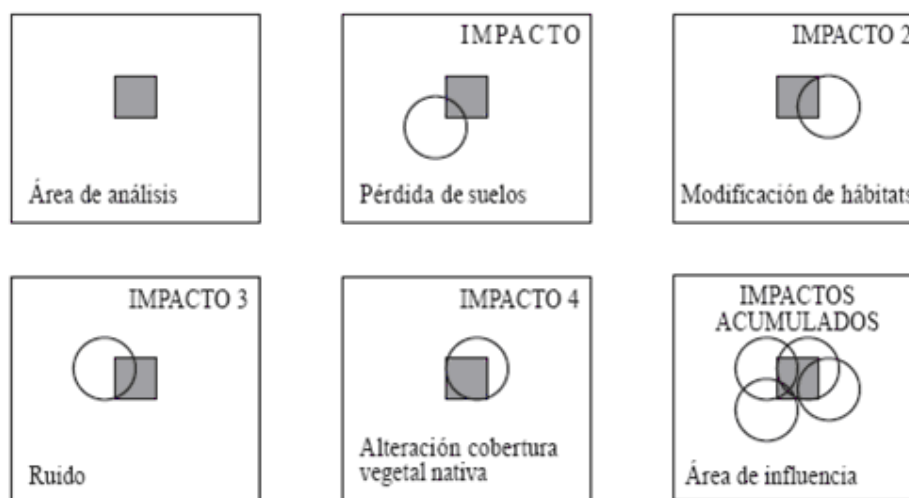 Área de análisis
IMPACTO
Pérdida de suelos
IMPACTO 2
Modificación de hábitats
IMPACTO 3
Ruido
IMPACTO 4
Alteración cobertura
vegetal nativa
IMPACTOS
ACUMULADOS
Área de influencia